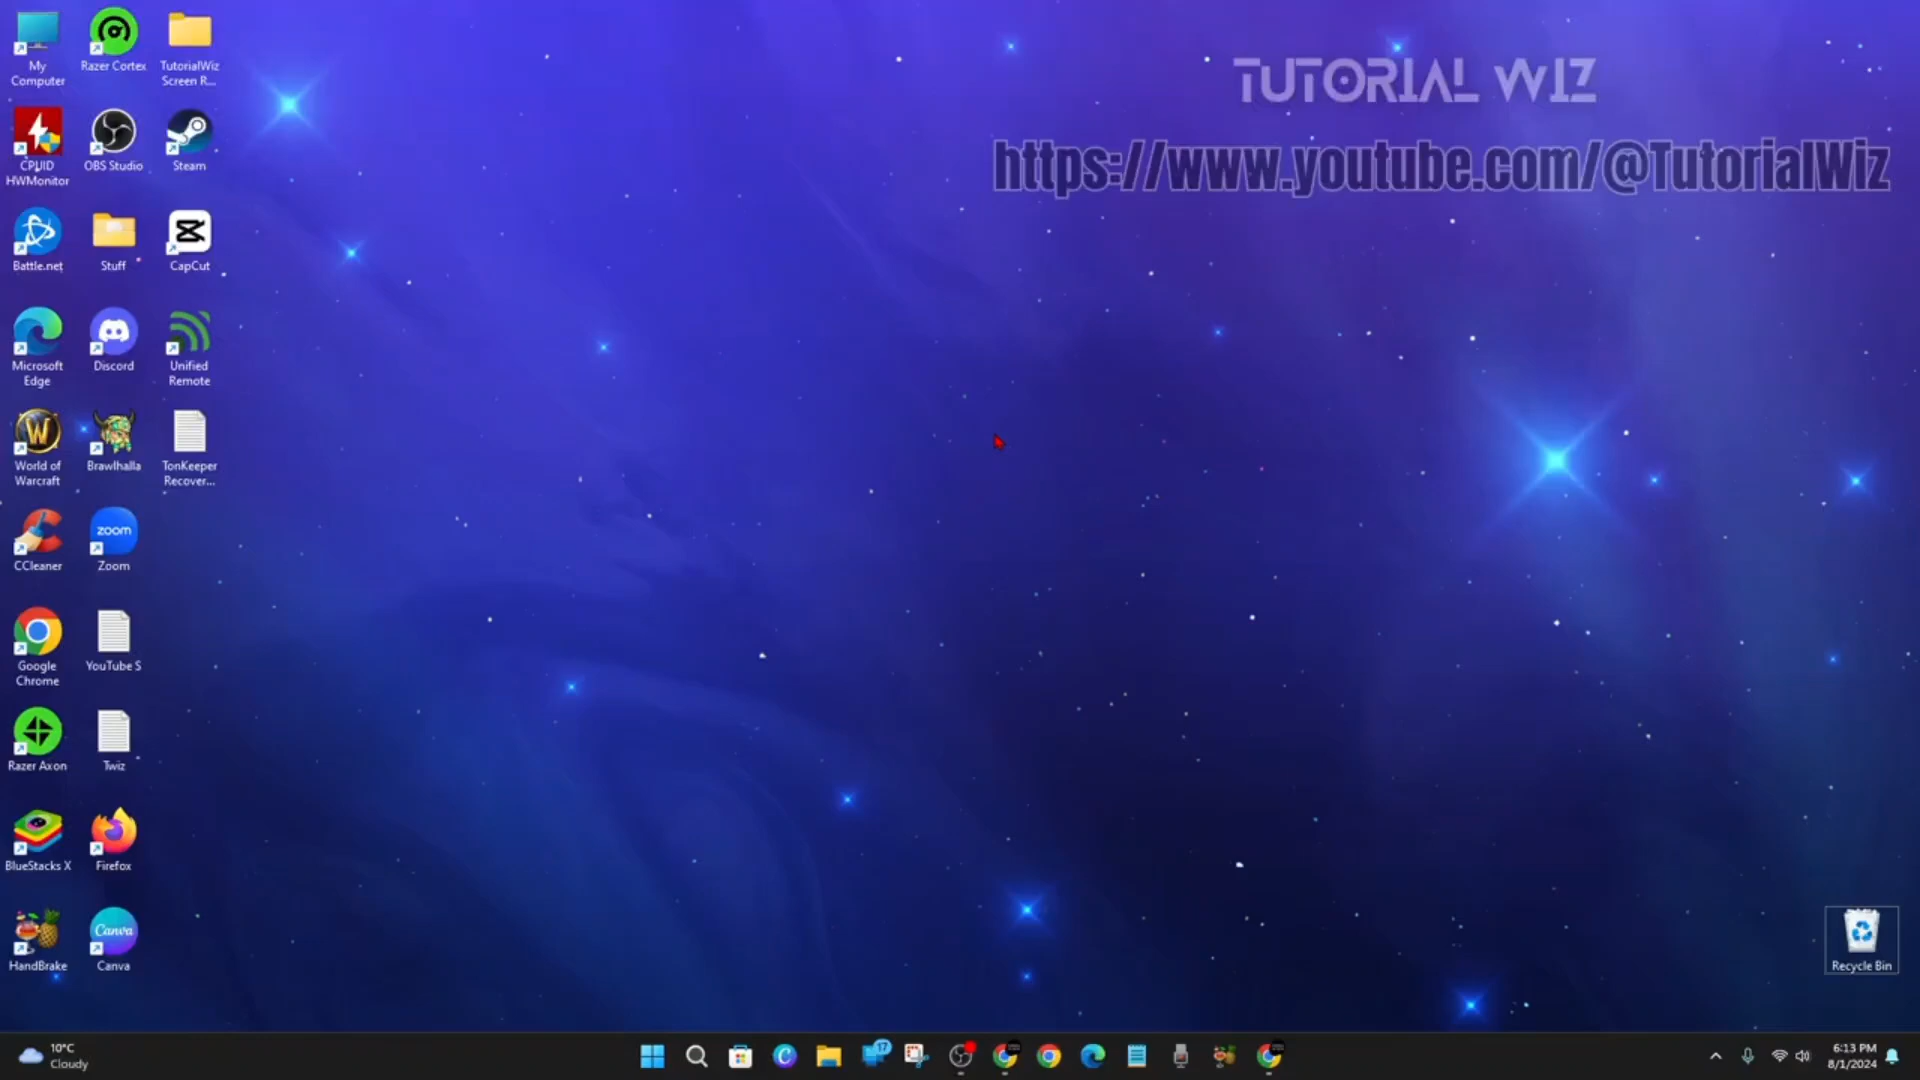 My
Computer
Razer Cortex
TutorialWiz
Screen R...
TUTORIAL WIZ
https://www.youtube.com/@TutorialWiz
CPUID
HWMonitor
OBS Studio
Steam
Battle.net
Stuff
CapCut
Microsoft
Edge
Discord
Unified
Remote
World of
Warcraft
Brawlhalla
TonKeeper
Recover...
CCleaner
zoom
Zoom
Google
Chrome
YouTube S
Razer Axon
Twiz
BlueStacks X
Firefox
HandBrake
Canva
Canva
Recycle Bin
10°C
Cloudy
17
6:13 PM
8/1/2024